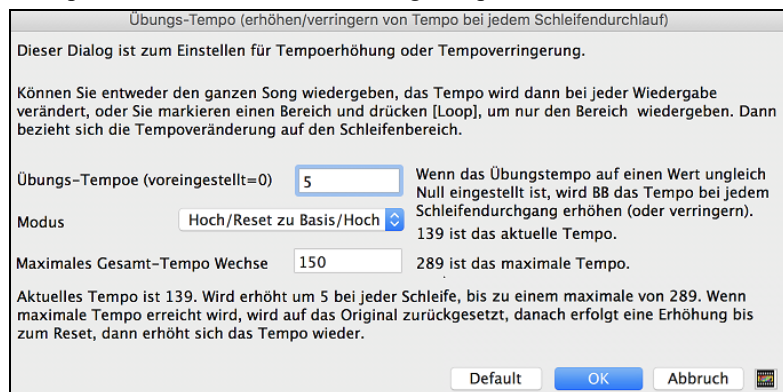 Übungs-Tempo (erhöhen/verringern von Tempo bei jedem Schleifendurchlauf)
Dieser Dialog ist zum Einstellen für Tempoerhöhung oder Tempoverringerung.
Können Sie entweder den ganzen Song wiedergeben, das Tempo wird dann bei jeder Wiedergabe
verändert, oder Sie markieren einen Bereich und drücken [Loop], um nur den Bereich wiedergeben. Dann
bezieht sich die Tempoveränderung auf den Schleifenbereich.
Übungs-Tempoe (voreingestellt=0)
5
Wenn das Übungstempo auf einen Wert ungleich
Null eingestellt ist, wird BB das Tempo bei jedem
Schleifendurchgang erhöhen (oder verringern).
Modus
Hoch/Reset zu Basis/Hoch
139 ist das aktuelle Tempo.
Maximales Gesamt-Tempo Wechse
150
289 ist das maximale Tempo.
Aktuelles Tempo ist 139. Wird erhöht um 5 bei jeder Schleife, bis zu einem maximale von 289. Wenn
maximale Tempo erreicht wird, wird auf das Original zurückgesetzt, danach erfolgt eine Erhöhung bis
zum Reset, dann erhöht sich das Tempo wieder.
Default
OK
Abbruch